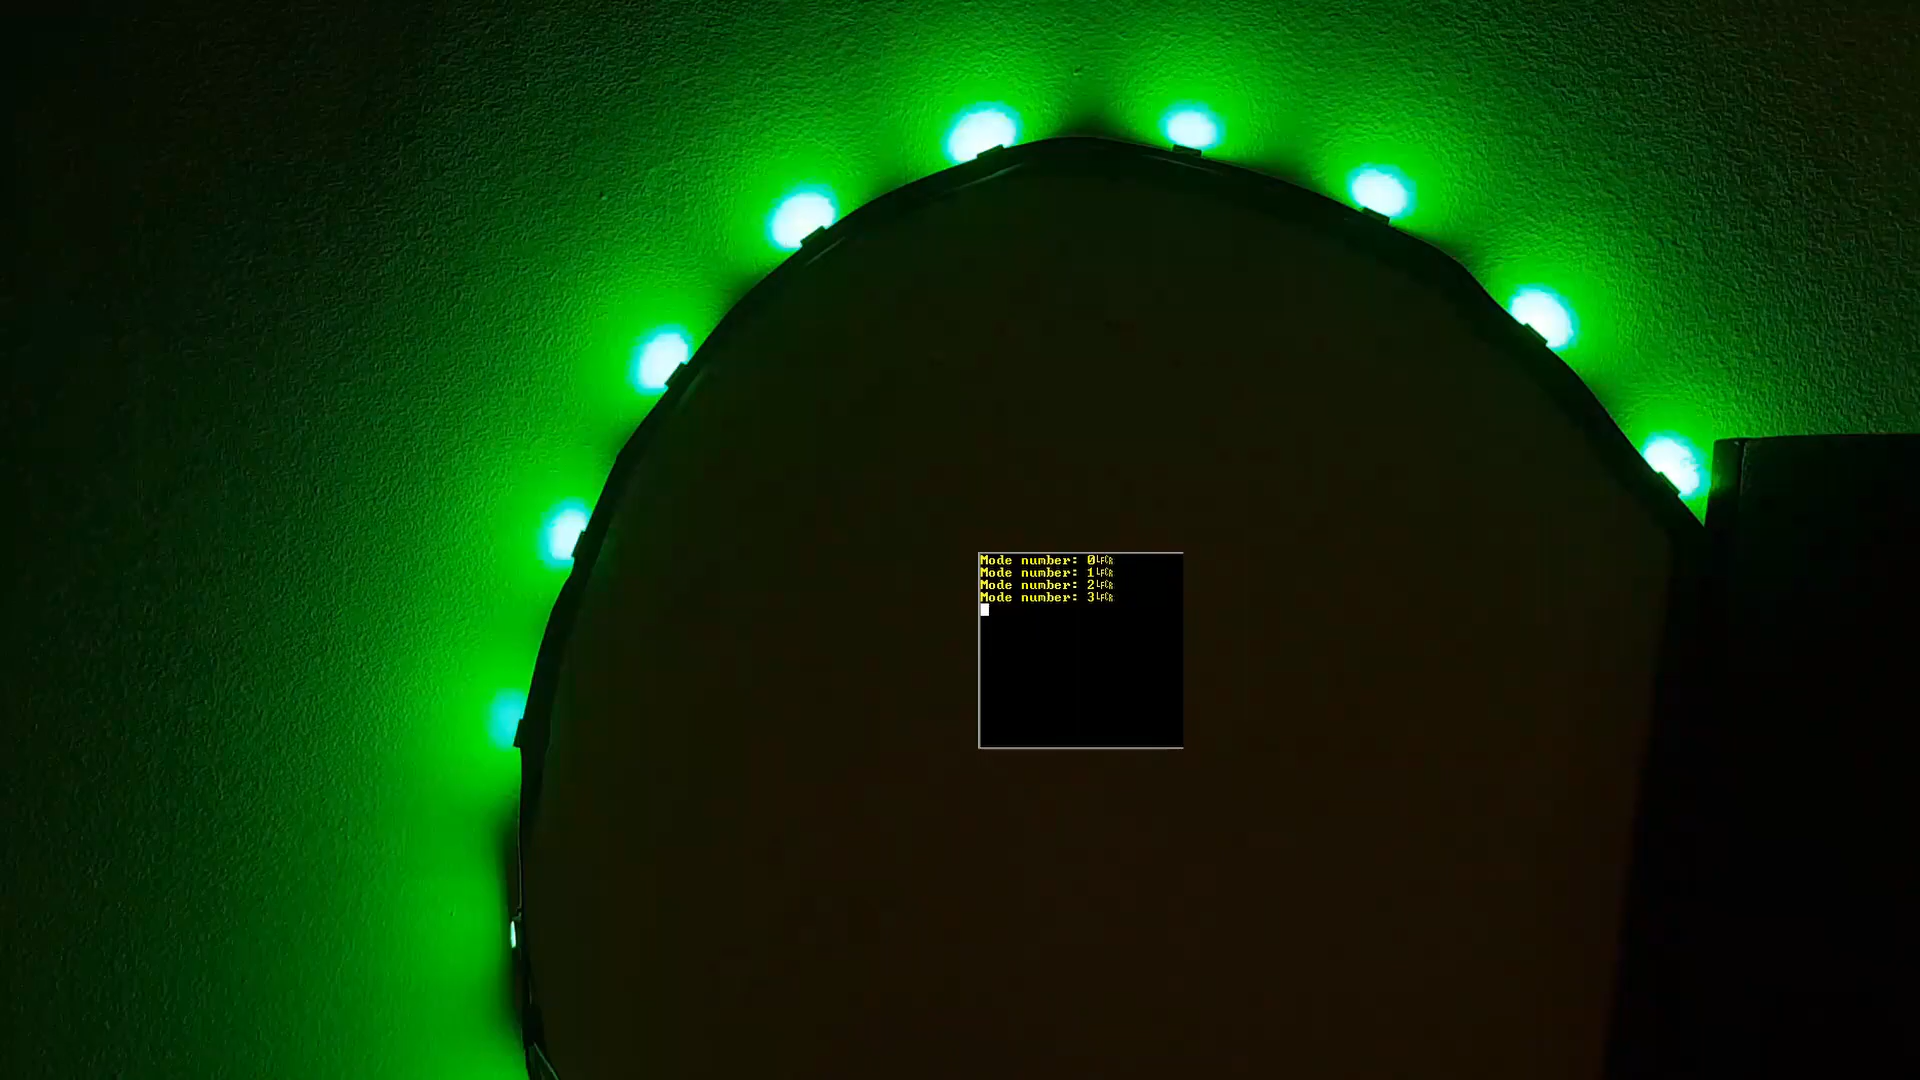 Mode number: 0␊␍
Mode number: 1␊␍
Mode number: 2␊␍
Mode number: 3␊␍